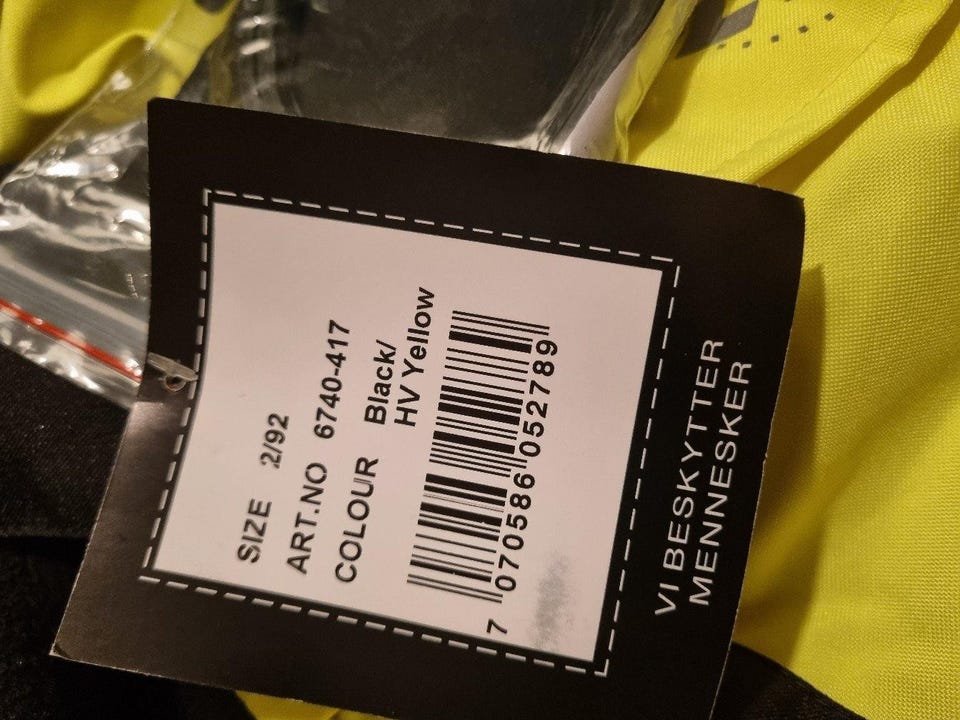 SIZE 2/92
ART.NO 6740-417
COLOUR Black/
HV Yellow
7 070586 052789
VI BESKYTTER
MENNESKER